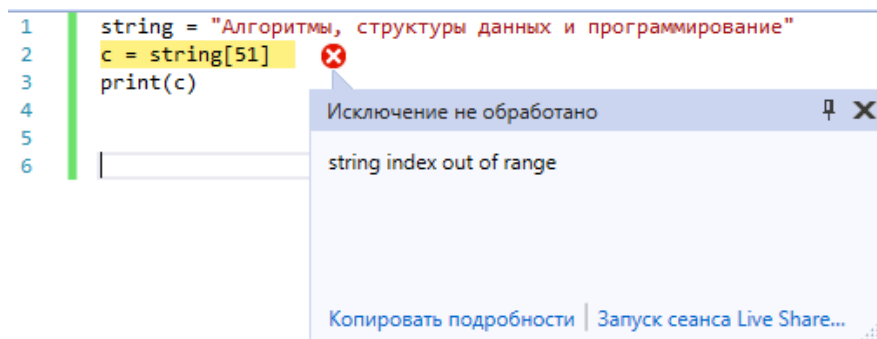 1 string = "Алгоритмы, структуры данных и программирование"
2 c = string[51]
3 print(c)
4
5
6
Исключение не обработано
string index out of range
Копировать подробности | Запуск сеанса Live Share...